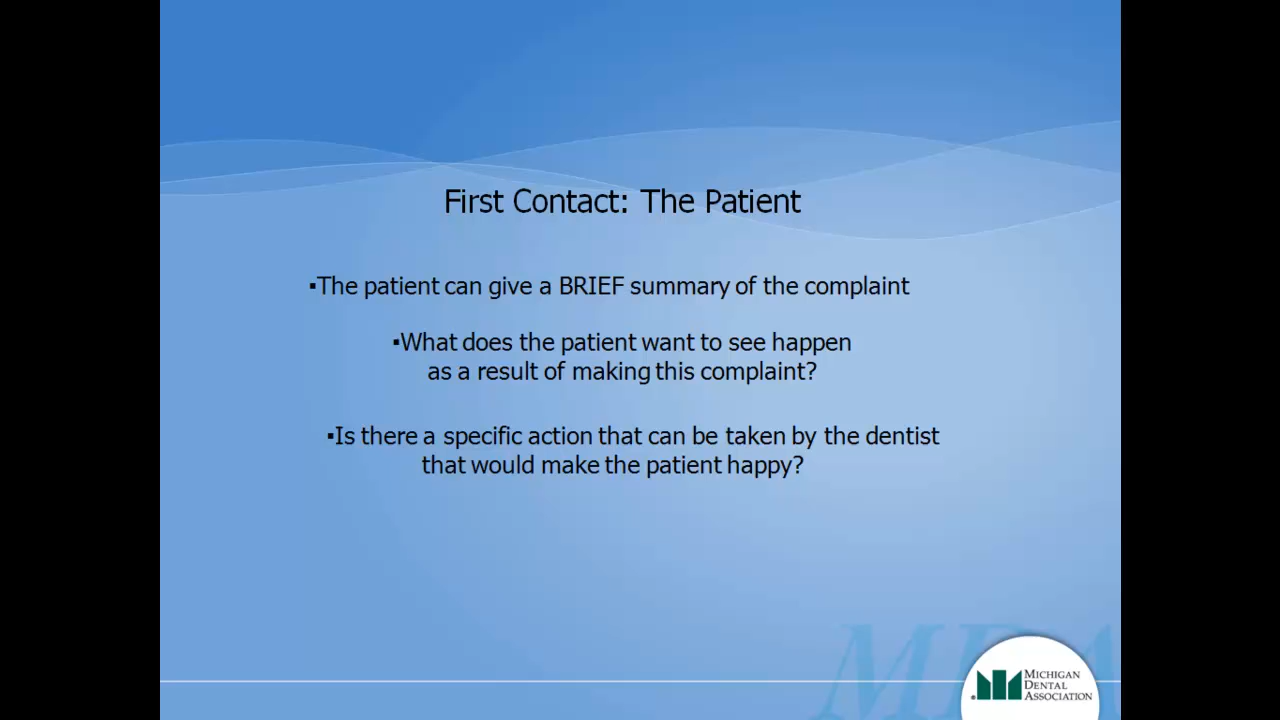 First Contact: The Patient
▪The patient can give a BRIEF summary of the complaint
▪What does the patient want to see happen
as a result of making this complaint?
▪Is there a specific action that can be taken by the dentist
that would make the patient happy?
MDA
MICHIGAN
DENTAL
ASSOCIATION